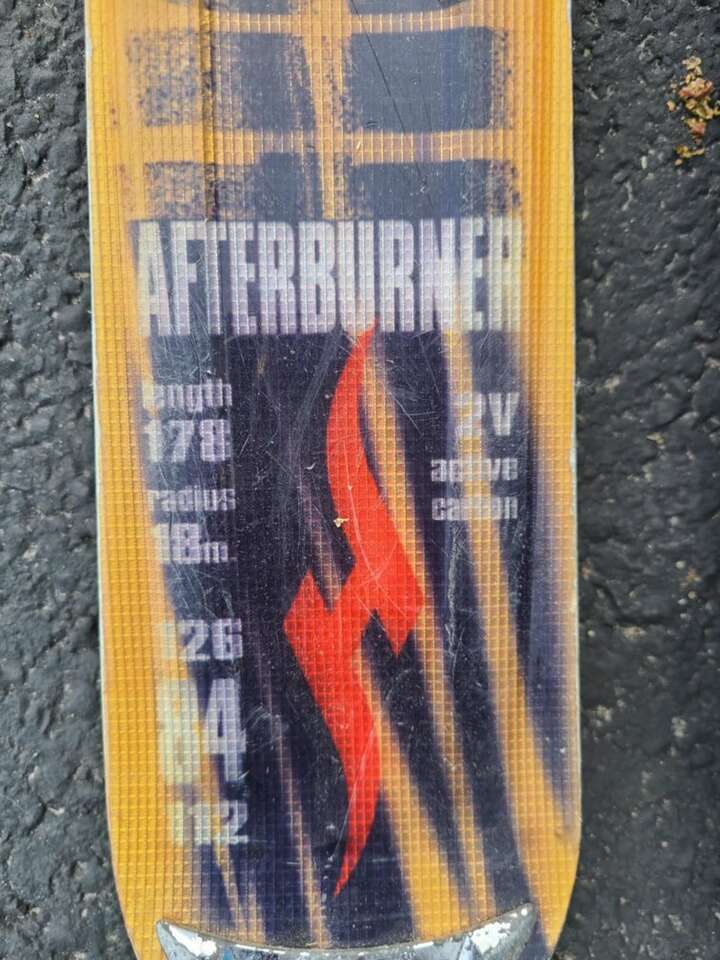 AFTERBURNER
length
178
radius
18m
126
84
112
2V
active
carbon